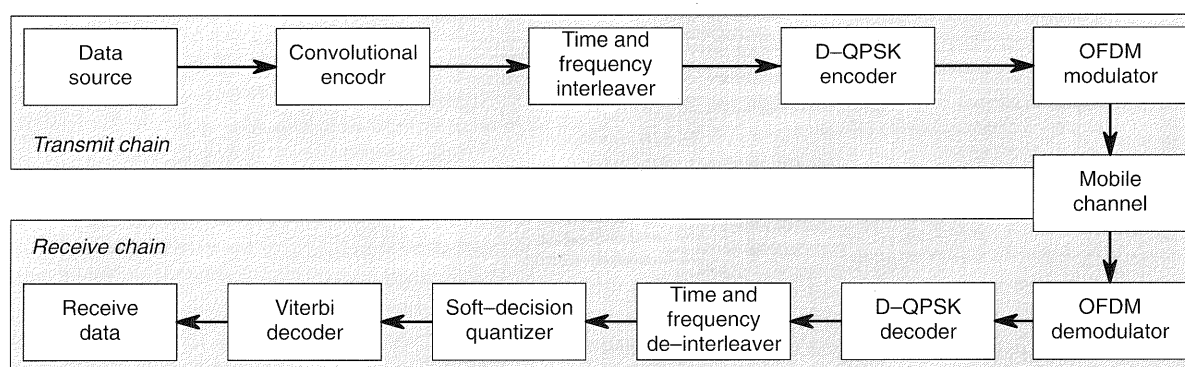 Data
source
Convolutional
encodr
Time and
frequency
interleaver
D–QPSK
encoder
OFDM
modulator
Transmit chain
Mobile
channel
Receive chain
Receive
data
Viterbi
decoder
Soft–decision
quantizer
Time and
frequency
de–interleaver
D–QPSK
decoder
OFDM
demodulator